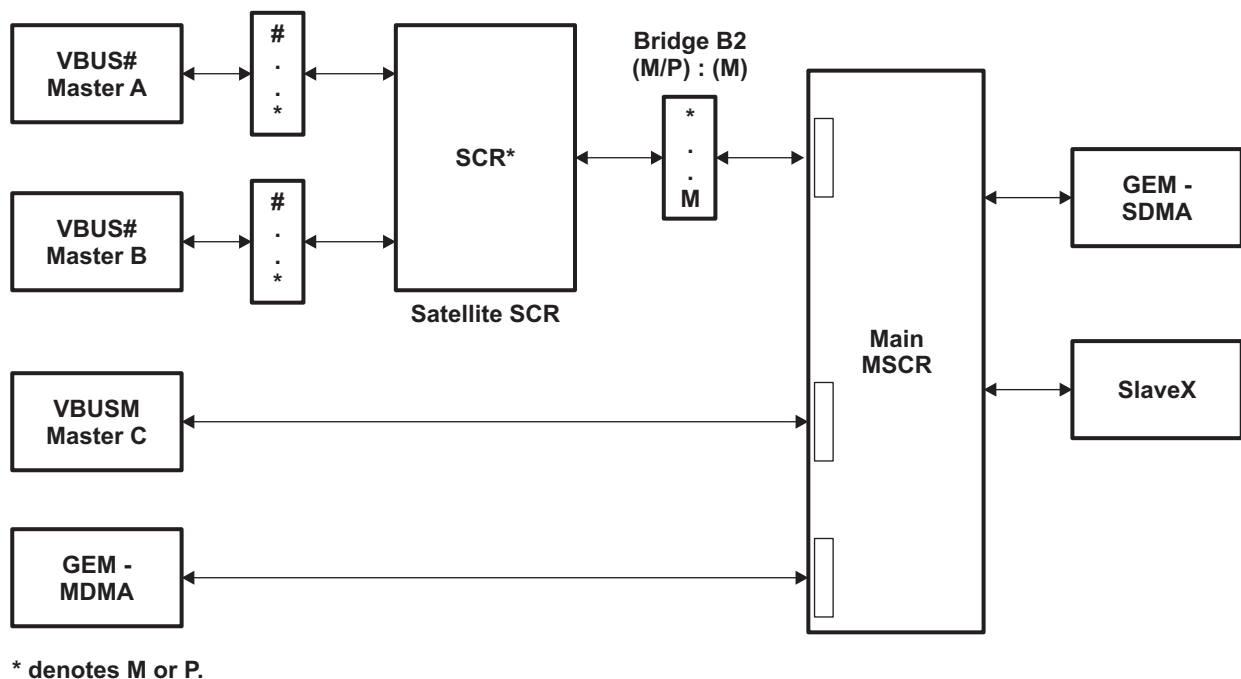 VBUS#
Master A
#
.
.
*
VBUS#
Master B
#
.
.
*
SCR*
Satellite SCR
Bridge B2
(M/P) : (M)
*
.
.
M
Main
MSCR
GEM -
SDMA
SlaveX
VBUSM
Master C
GEM -
MDMA
* denotes M or P.